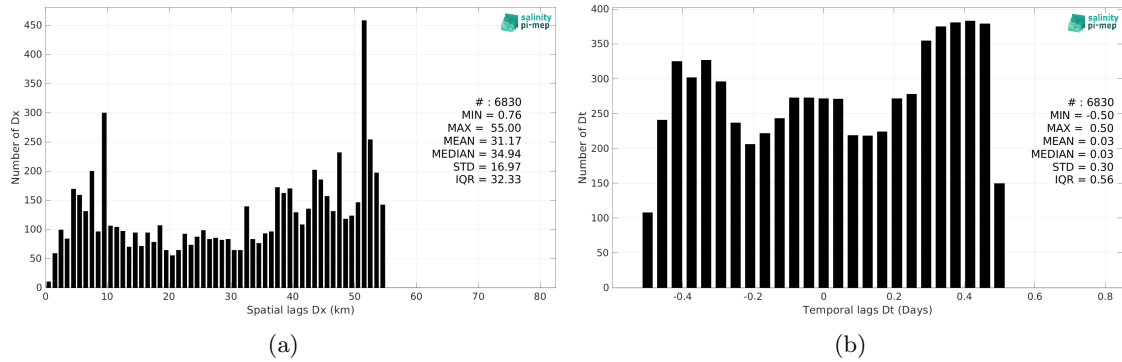 salinity
pi-mep
450
400
350
300
250
200
150
100
50
0
Number of Dx
# : 6830
MIN = 0.76
MAX = 55.00
MEAN = 31.17
MEDIAN = 34.94
STD = 16.97
IQR = 32.33
0 10 20 30 40 50 60 70 80
Spatial lags Dx (km)
(a)
salinity
pi-mep
400
350
300
250
200
150
100
50
0
Number of Dt
# : 6830
MIN = -0.50
MAX = 0.50
MEAN = 0.03
MEDIAN = 0.03
STD = 0.30
IQR = 0.56
-0.4 -0.2 0 0.2 0.4 0.6 0.8
Temporal lags Dt (Days)
(b)